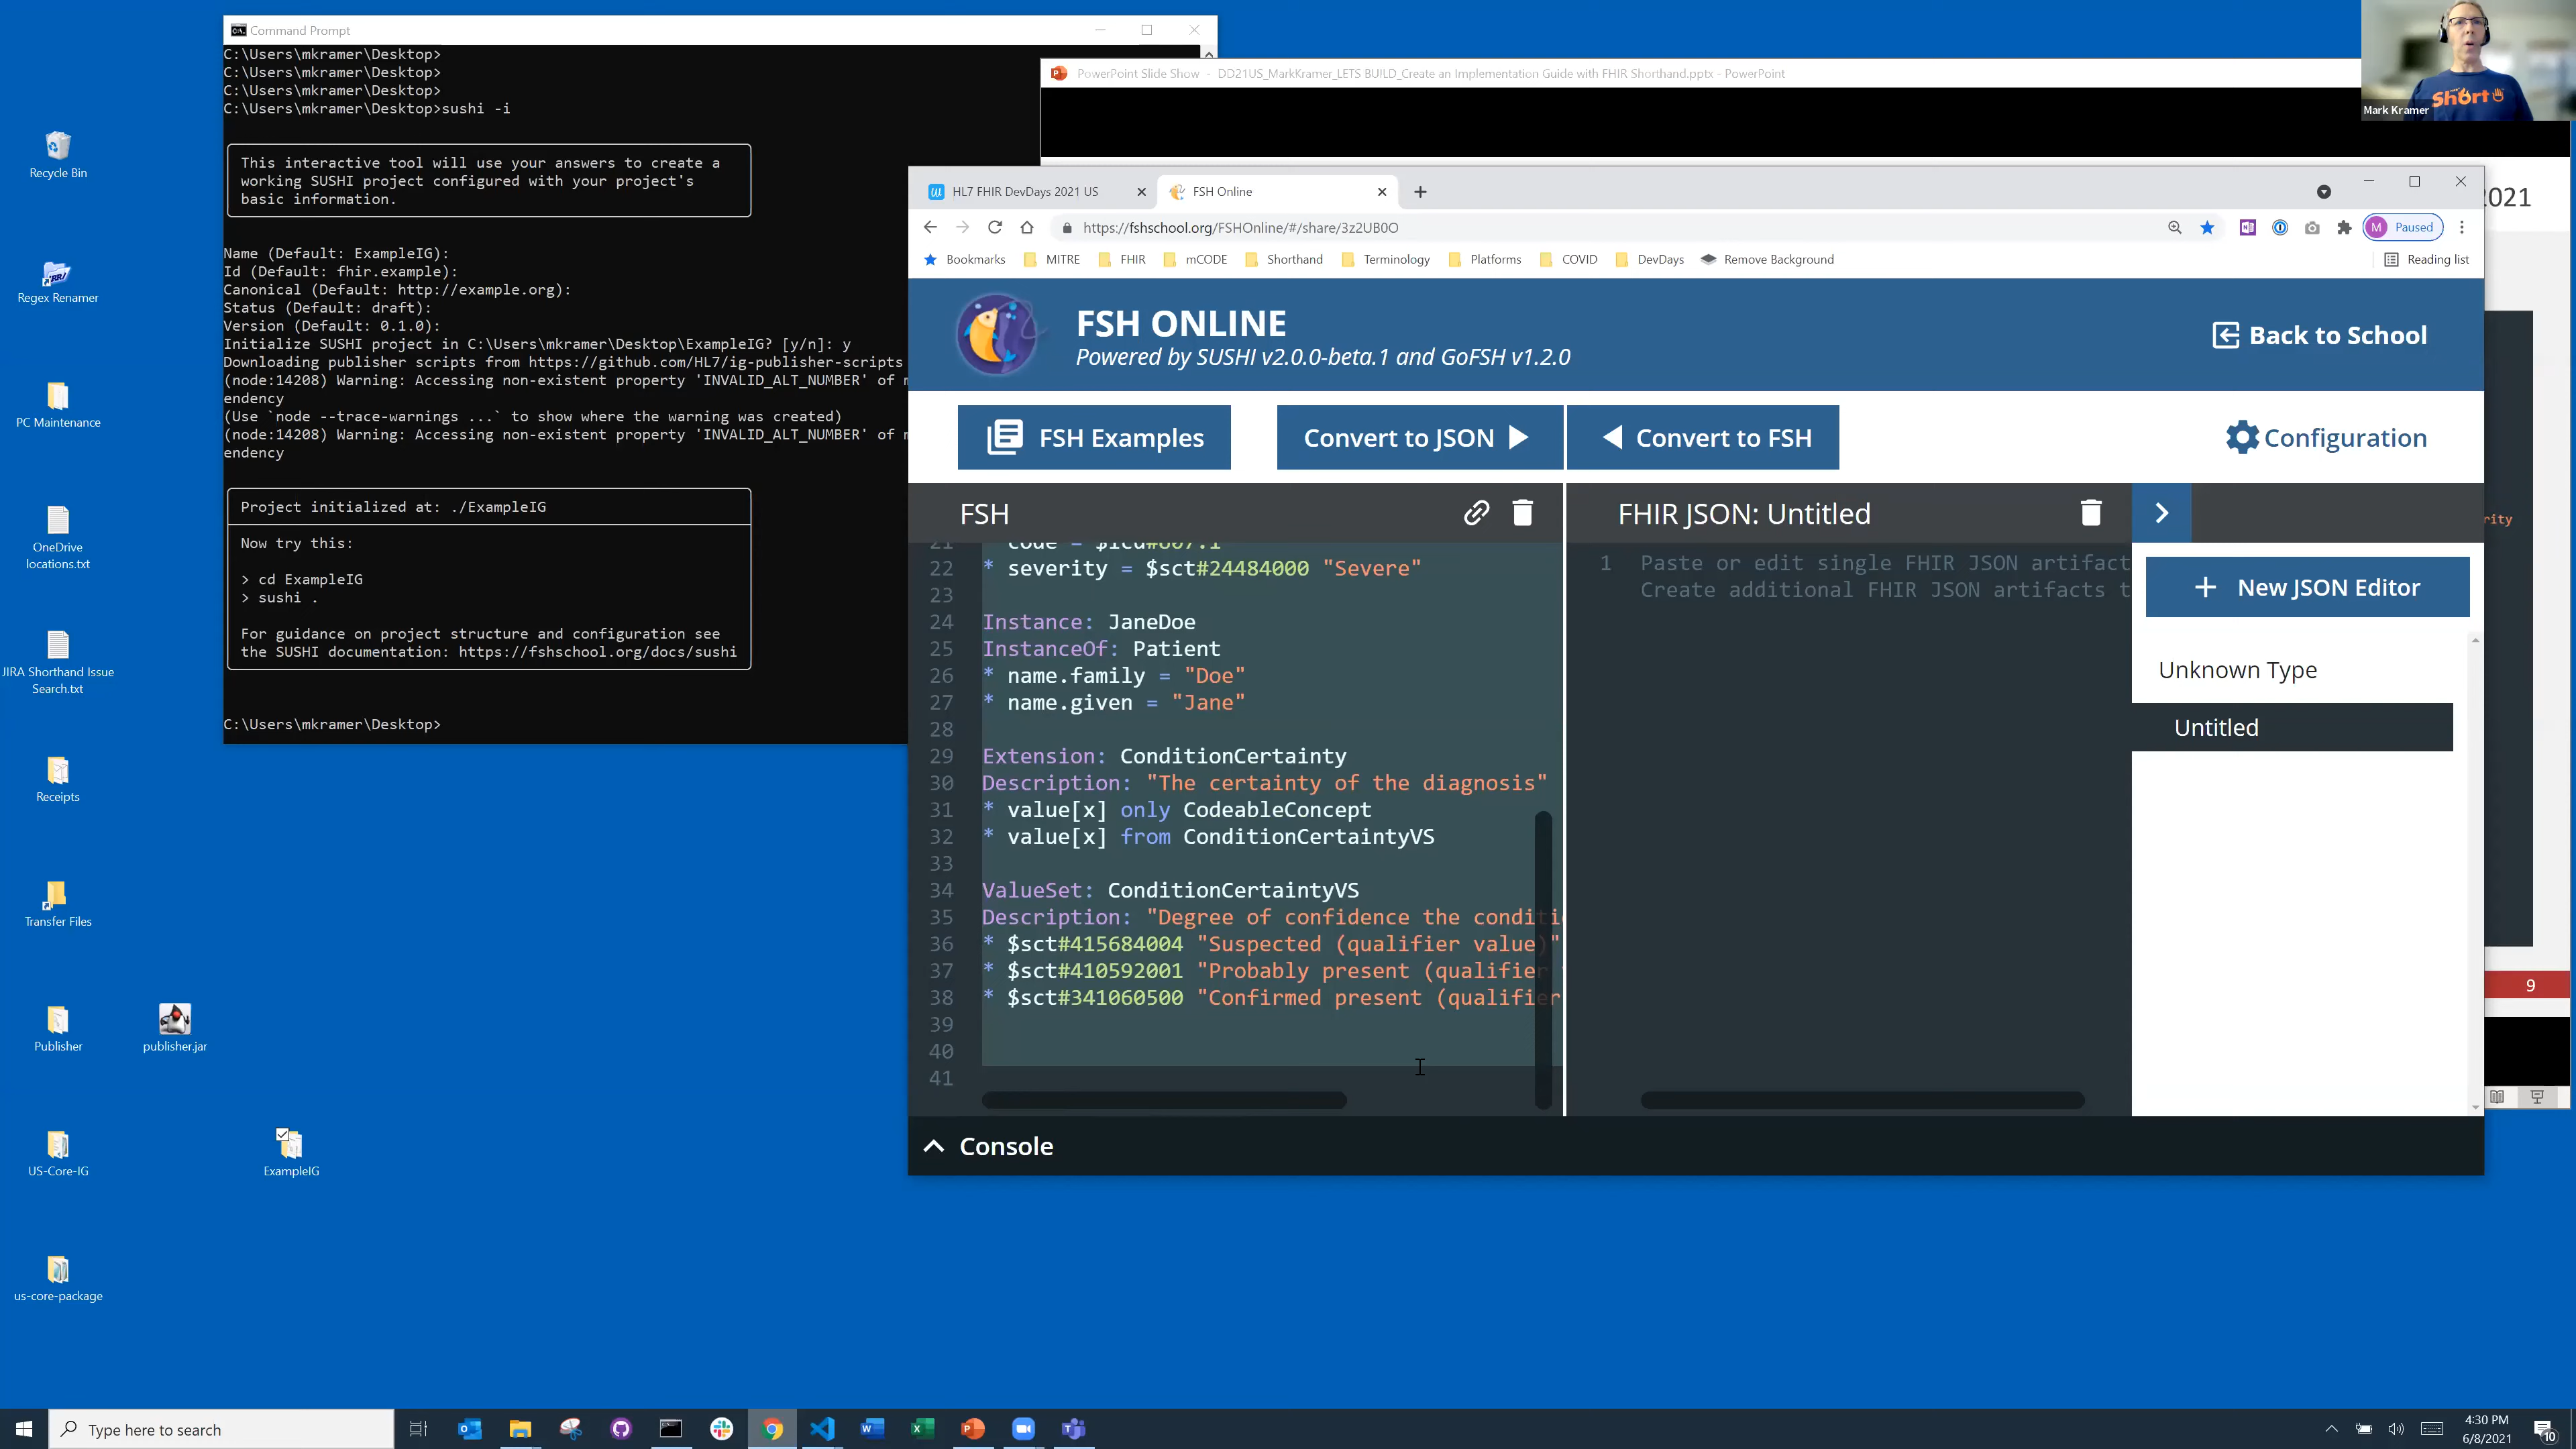 Command Prompt
C:\Users\mkramer\Desktop>
C:\Users\mkramer\Desktop>
C:\Users\mkramer\Desktop>
C:\Users\mkramer\Desktop>sushi -i
This interactive tool will use your answers to create a
working SUSHI project configured with your project's
basic information.
Name (Default: ExampleIG):
Id (Default: fhir.example):
Canonical (Default: http://example.org):
Status (Default: draft):
Version (Default: 0.1.0):
Initialize SUSHI project in C:\Users\mkramer\Desktop\ExampleIG? [y/n]: y
Downloading publisher scripts from https://github.com/HL7/ig-publisher-scripts
(node:14208) Warning: Accessing non-existent property 'INVALID_ALT_NUMBER' of
endency
(Use `node --trace-warnings ...` to show where the warning was created)
(node:14208) Warning: Accessing non-existent property 'INVALID_ALT_NUMBER' of
endency
Project initialized at: ./ExampleIG
Now try this:
> cd ExampleIG
> sushi .
For guidance on project structure and configuration see
the SUSHI documentation: https://fshschool.org/docs/sushi
C:\Users\mkramer\Desktop>
Recycle Bin
Regex Renamer
PC Maintenance
OneDrive
locations.txt
JIRA Shorthand Issue
Search.txt
Receipts
Transfer Files
Publisher
publisher.jar
US-Core-IG
ExampleIG
us-core-package
PowerPoint Slide Show - DD21US_MarkKramer_LETS BUILD_Create an Implementation Guide with FHIR Shorthand.pptx - PowerPoint
Mark Kramer
Short
2021
rity
9
HL7 FHIR DevDays 2021 US
FSH Online
https://fshschool.org/FSHOnline/#/share/3z2UB0O
M Paused
Bookmarks MITRE FHIR mCODE Shorthand Terminology Platforms COVID DevDays Remove Background Reading list
FSH ONLINE
Powered by SUSHI v2.0.0-beta.1 and GoFSH v1.2.0
Back to School
FSH Examples
Convert to JSON
Convert to FSH
Configuration
FSH
21 code = $icd#807.1
22 * severity = $sct#24484000 "Severe"
23
24 Instance: JaneDoe
25 InstanceOf: Patient
26 * name.family = "Doe"
27 * name.given = "Jane"
28
29 Extension: ConditionCertainty
30 Description: "The certainty of the diagnosis"
31 * value[x] only CodeableConcept
32 * value[x] from ConditionCertaintyVS
33
34 ValueSet: ConditionCertaintyVS
35 Description: "Degree of confidence the conditi
36 * $sct#415684004 "Suspected (qualifier value)"
37 * $sct#410592001 "Probably present (qualifier
38 * $sct#341060500 "Confirmed present (qualifier
39
40
41
FHIR JSON: Untitled
1 Paste or edit single FHIR JSON artifact
Create additional FHIR JSON artifacts t
New JSON Editor
Unknown Type
Untitled
Console
Type here to search
4:30 PM
6/8/2021
10